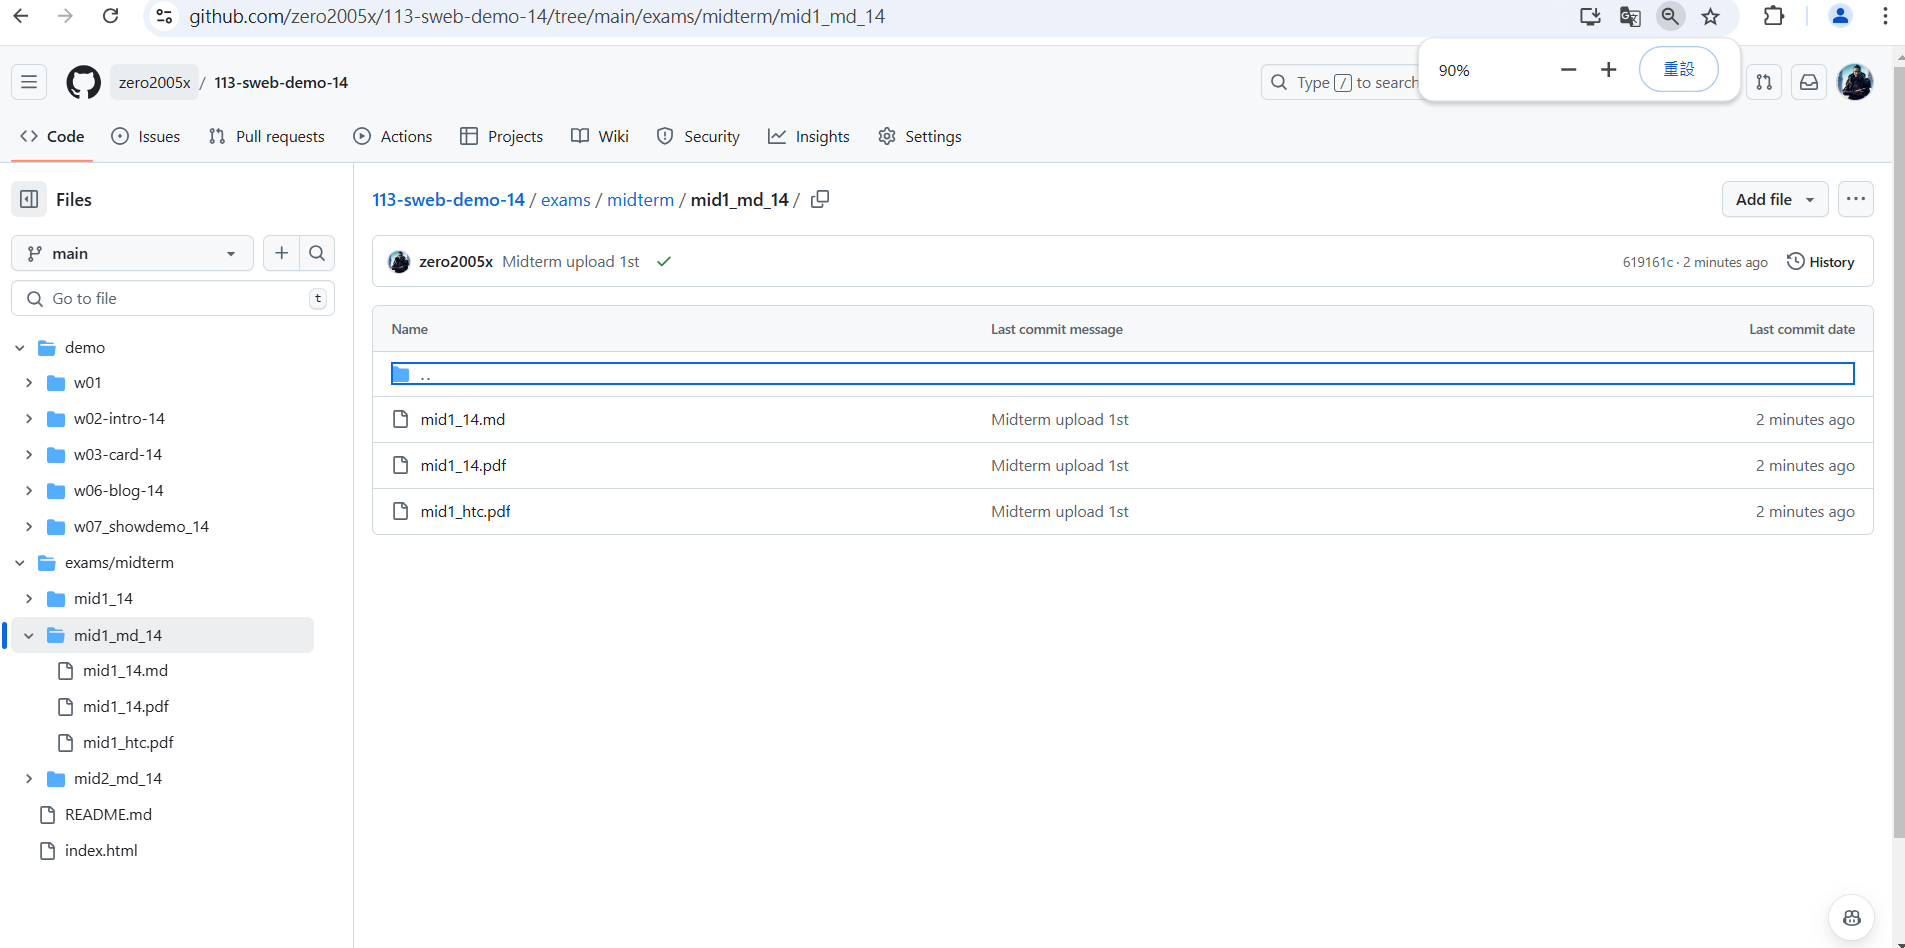 github.com/zero2005x/113-sweb-demo-14/tree/main/exams/midterm/mid1_md_14
90%
重設
zero2005x / 113-sweb-demo-14
Type / to search
Code Issues Pull requests Actions Projects Wiki Security Insights Settings
Files
main
Go to file
t
demo
w01
w02-intro-14
w03-card-14
w06-blog-14
w07_showdemo_14
exams/midterm
mid1_14
mid1_md_14
mid1_14.md
mid1_14.pdf
mid1_htc.pdf
mid2_md_14
README.md
index.html
113-sweb-demo-14 / exams / midterm / mid1_md_14 /
Add file
zero2005x Midterm upload 1st
619161c · 2 minutes ago
History
Name Last commit message Last commit date
..
mid1_14.md Midterm upload 1st 2 minutes ago
mid1_14.pdf Midterm upload 1st 2 minutes ago
mid1_htc.pdf Midterm upload 1st 2 minutes ago